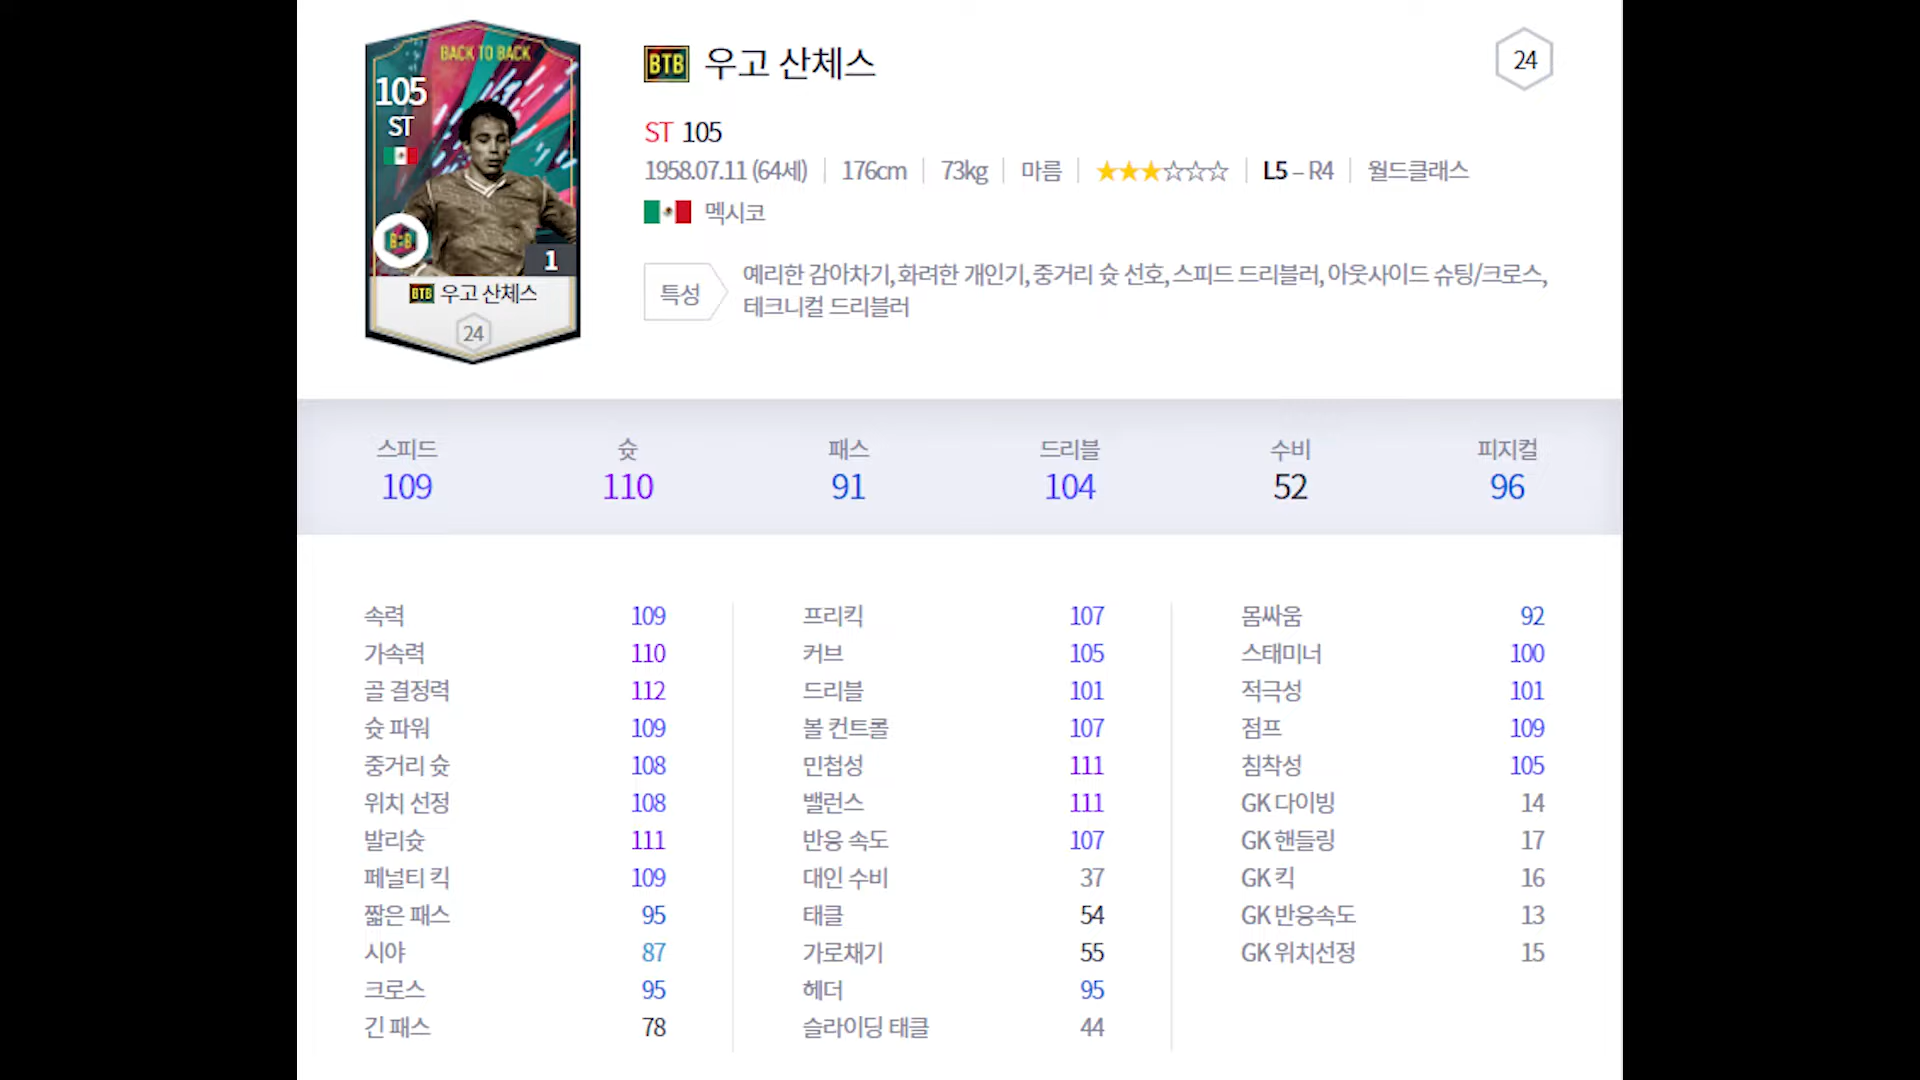 BACK TO BACK
105
ST
BTB
1
BTB 우고 산체스
24
BTB 우고 산체스
24
ST 105
1958.07.11 (64세) 176cm 73kg 마름 ★★★☆☆☆ L5 – R4 월드클래스
멕시코
특성
예리한 감아차기, 화려한 개인기, 중거리 슛 선호, 스피드 드리블러, 아웃사이드 슈팅/크로스,
테크니컬 드리블러
스피드 슛 패스 드리블 수비 피지컬
109 110 91 104 52 96
속력 109
가속력 110
골 결정력 112
슛 파워 109
중거리 슛 108
위치 선정 108
발리슛 111
페널티 킥 109
짧은 패스 95
시야 87
크로스 95
긴 패스 78
프리킥 107
커브 105
드리블 101
볼 컨트롤 107
민첩성 111
밸런스 111
반응 속도 107
대인 수비 37
태클 54
가로채기 55
헤더 95
슬라이딩 태클 44
몸싸움 92
스태미너 100
적극성 101
점프 109
침착성 105
GK 다이빙 14
GK 핸들링 17
GK 킥 16
GK 반응속도 13
GK 위치선정 15